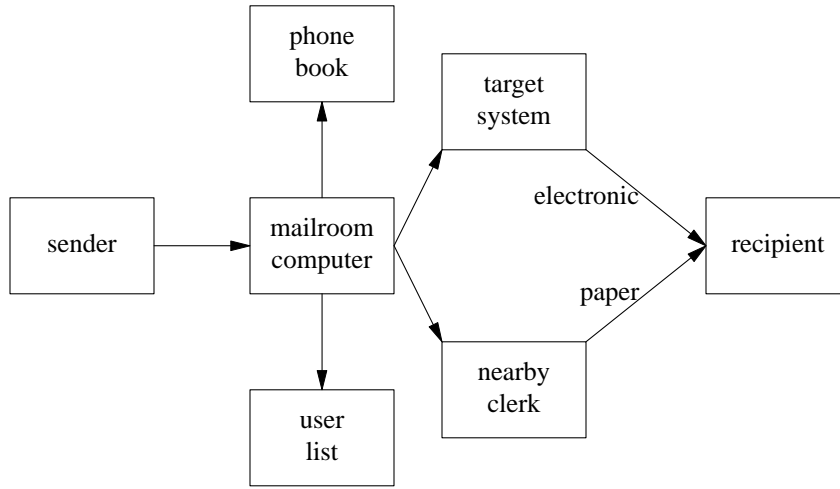 phone
book
target
system
electronic
sender
mailroom
computer
recipient
paper
user
list
nearby
clerk